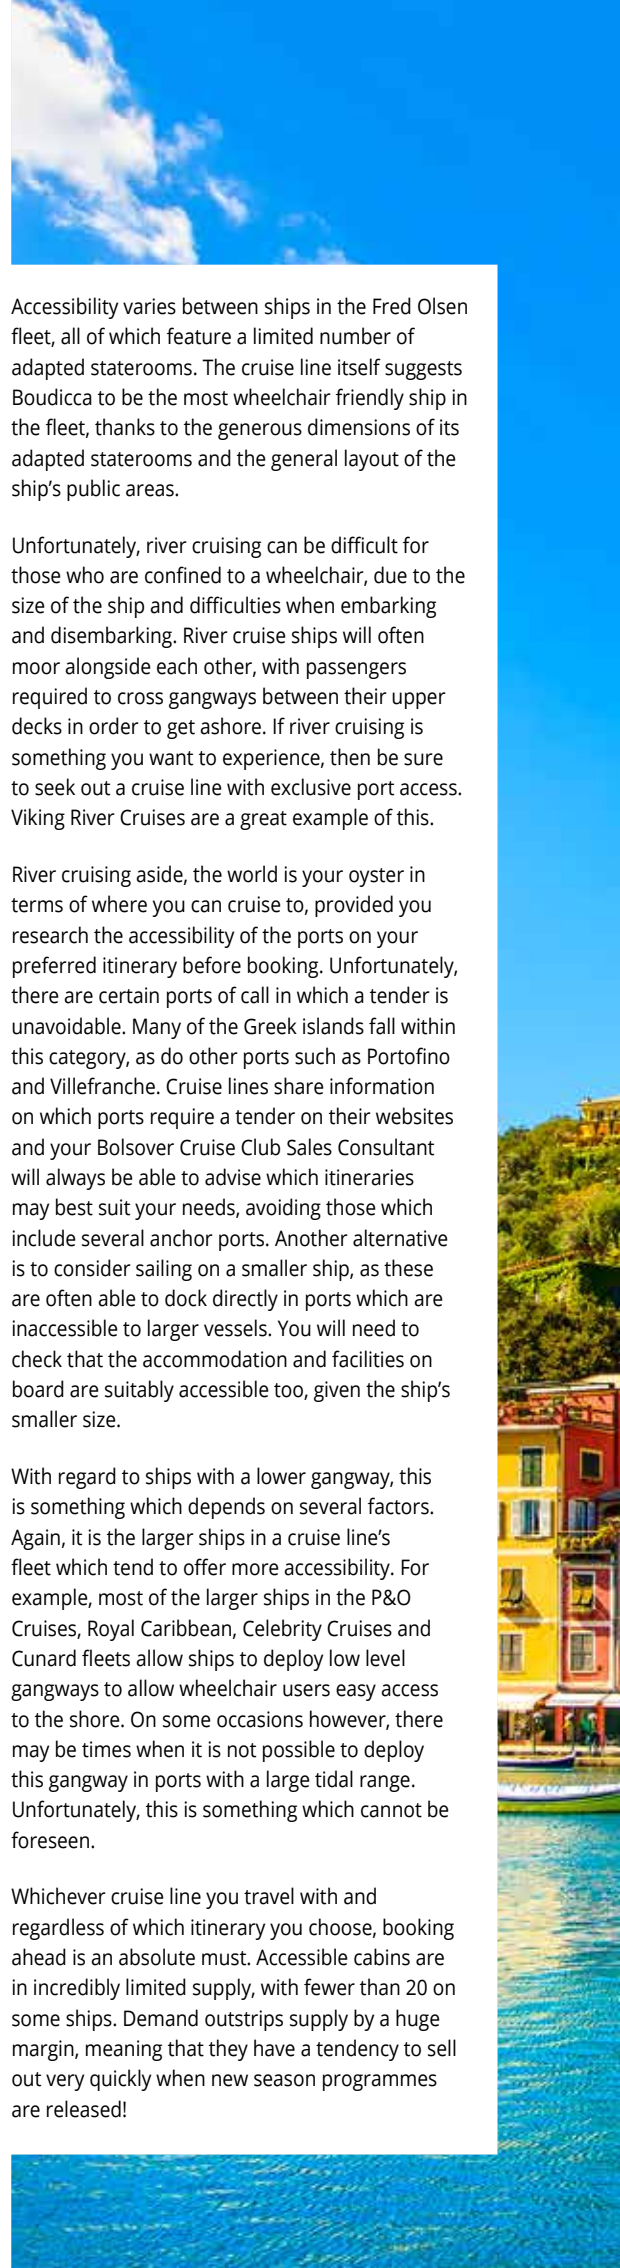 Accessibility varies between ships in the Fred Olsen
fleet, all of which feature a limited number of
adapted staterooms. The cruise line itself suggests
Boudicca to be the most wheelchair friendly ship in
the fleet, thanks to the generous dimensions of its
adapted staterooms and the general layout of the
ship’s public areas.
Unfortunately, river cruising can be difficult for
those who are confined to a wheelchair, due to the
size of the ship and difficulties when embarking
and disembarking. River cruise ships will often
moor alongside each other, with passengers
required to cross gangways between their upper
decks in order to get ashore. If river cruising is
something you want to experience, then be sure
to seek out a cruise line with exclusive port access.
Viking River Cruises are a great example of this.
River cruising aside, the world is your oyster in
terms of where you can cruise to, provided you
research the accessibility of the ports on your
preferred itinerary before booking. Unfortunately,
there are certain ports of call in which a tender is
unavoidable. Many of the Greek islands fall within
this category, as do other ports such as Portofino
and Villefranche. Cruise lines share information
on which ports require a tender on their websites
and your Bolsover Cruise Club Sales Consultant
will always be able to advise which itineraries
may best suit your needs, avoiding those which
include several anchor ports. Another alternative
is to consider sailing on a smaller ship, as these
are often able to dock directly in ports which are
inaccessible to larger vessels. You will need to
check that the accommodation and facilities on
board are suitably accessible too, given the ship’s
smaller size.
With regard to ships with a lower gangway, this
is something which depends on several factors.
Again, it is the larger ships in a cruise line’s
fleet which tend to offer more accessibility. For
example, most of the larger ships in the P&O
Cruises, Royal Caribbean, Celebrity Cruises and
Cunard fleets allow ships to deploy low level
gangways to allow wheelchair users easy access
to the shore. On some occasions however, there
may be times when it is not possible to deploy
this gangway in ports with a large tidal range.
Unfortunately, this is something which cannot be
foreseen.
Whichever cruise line you travel with and
regardless of which itinerary you choose, booking
ahead is an absolute must. Accessible cabins are
in incredibly limited supply, with fewer than 20 on
some ships. Demand outstrips supply by a huge
margin, meaning that they have a tendency to sell
out very quickly when new season programmes
are released!